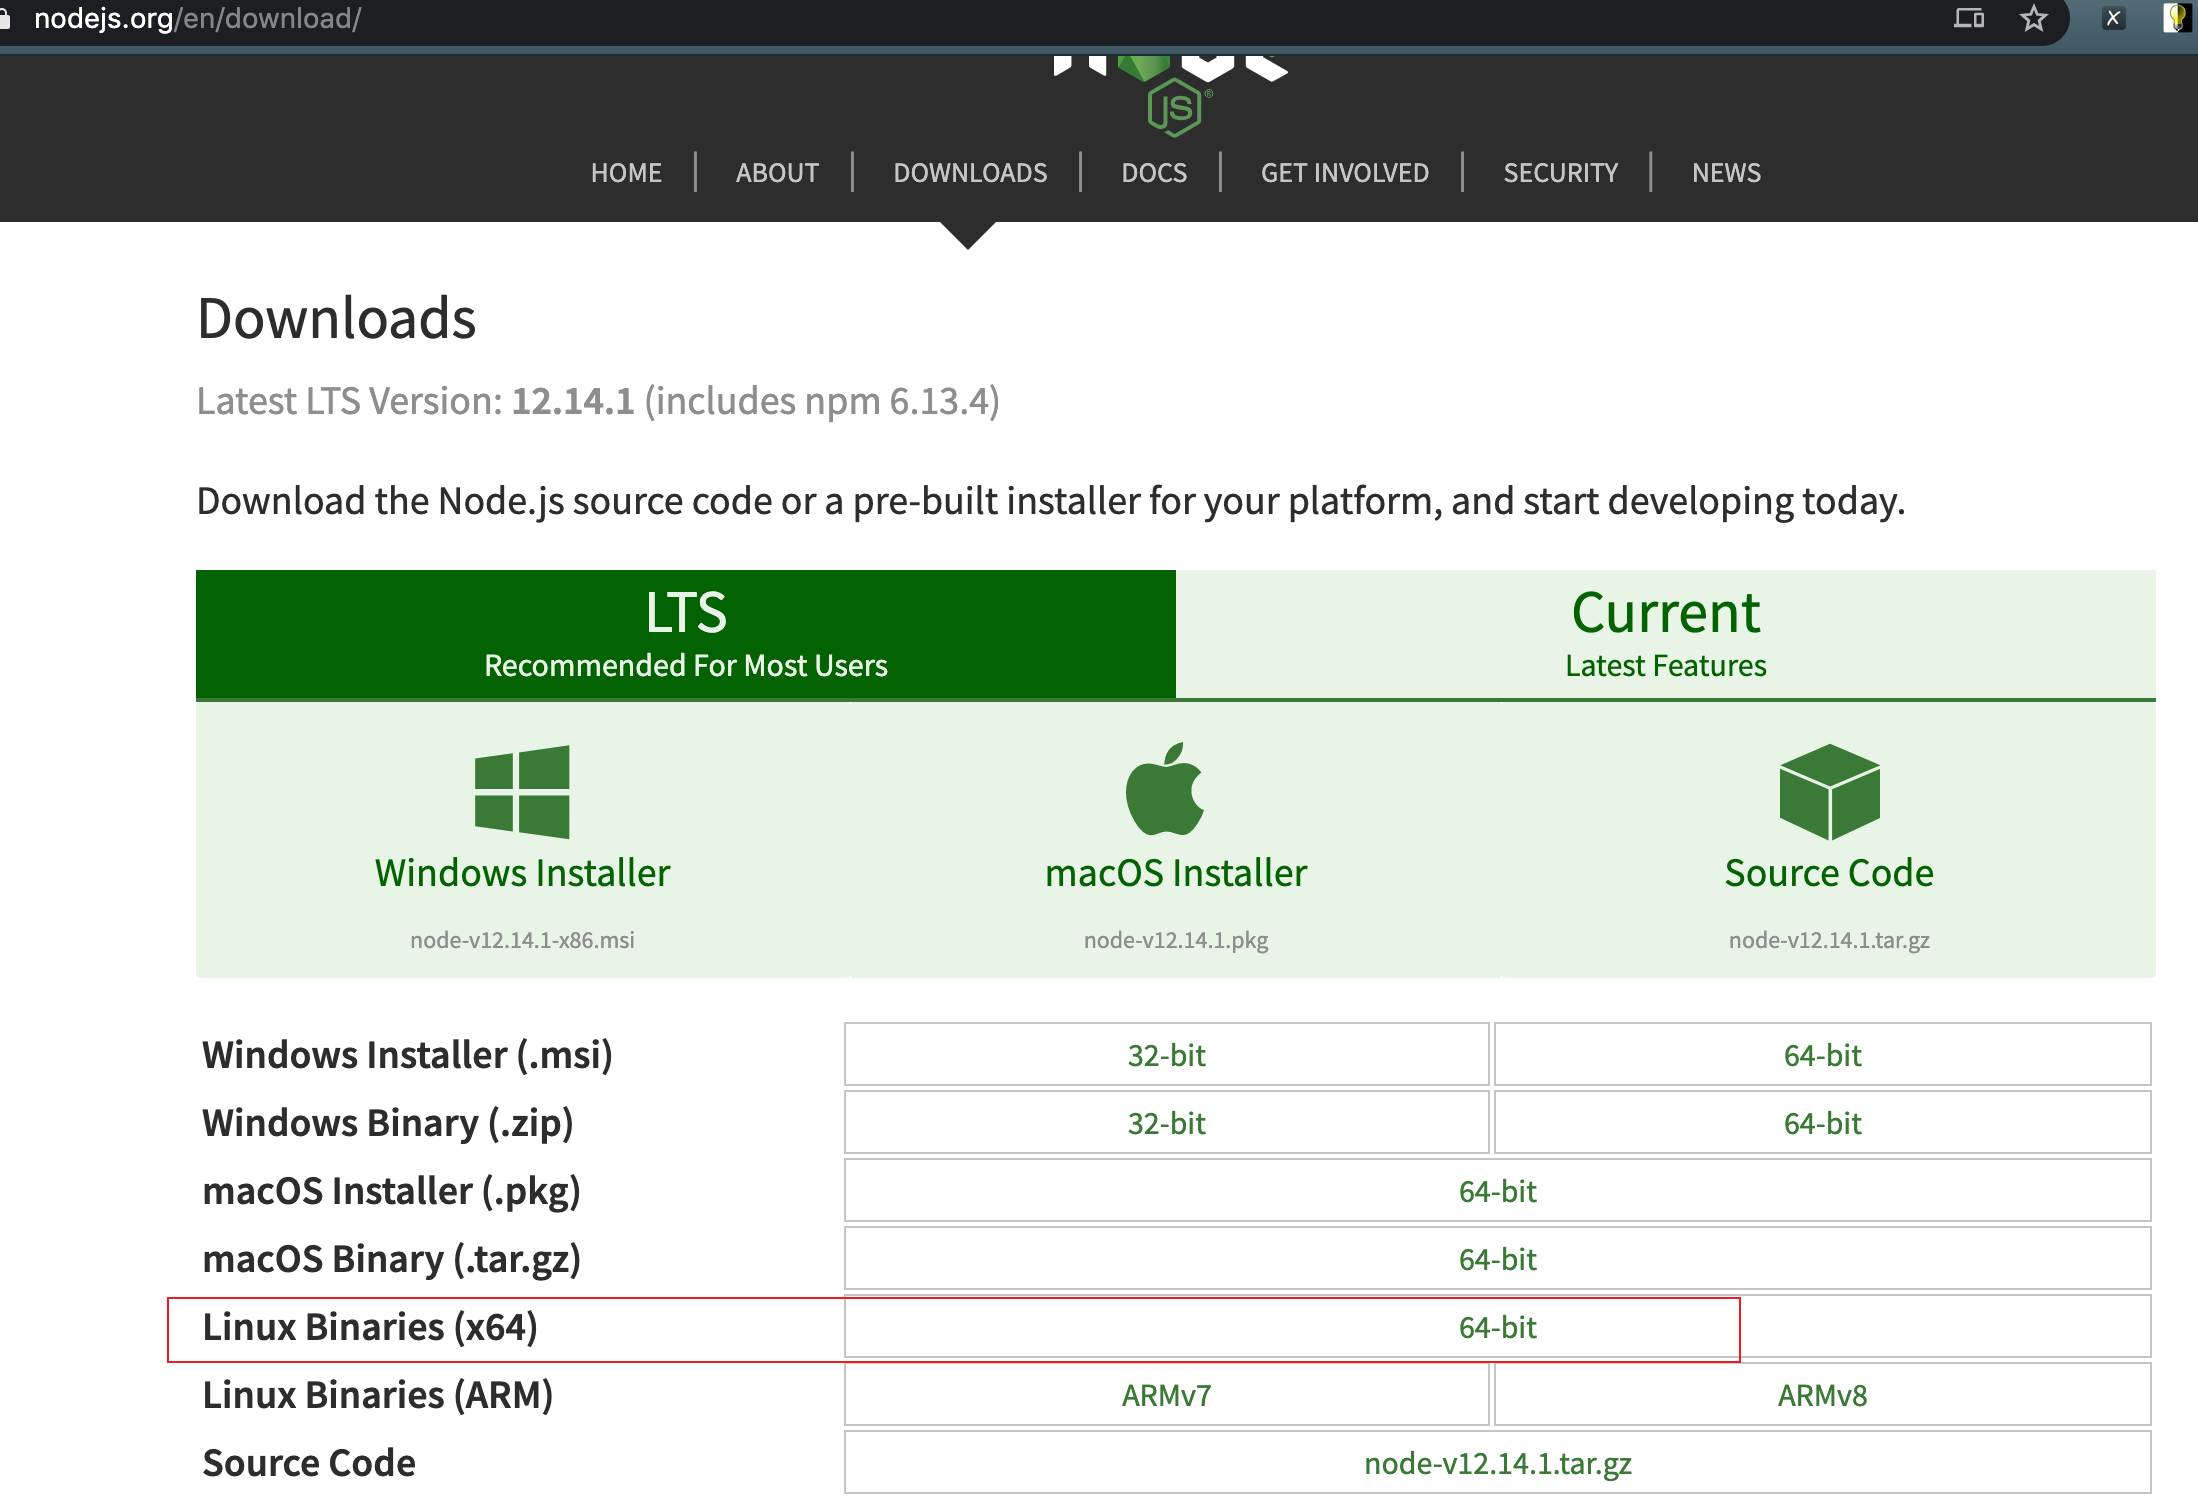 nodejs.org/en/download/
JS
HOME
ABOUT
DOWNLOADS
DOCS
GET INVOLVED
SECURITY
NEWS
Downloads
Latest LTS Version: 12.14.1 (includes npm 6.13.4)
Download the Node.js source code or a pre-built installer for your platform, and start developing today.
LTS
Recommended For Most Users
Current
Latest Features
Windows Installer
node-v12.14.1-x86.msi
macOS Installer
node-v12.14.1.pkg
Source Code
node-v12.14.1.tar.gz
Windows Installer (.msi) 32-bit 64-bit
Windows Binary (.zip) 32-bit 64-bit
macOS Installer (.pkg) 64-bit
macOS Binary (.tar.gz) 64-bit
Linux Binaries (x64) 64-bit
Linux Binaries (ARM) ARMv7 ARMv8
Source Code node-v12.14.1.tar.gz